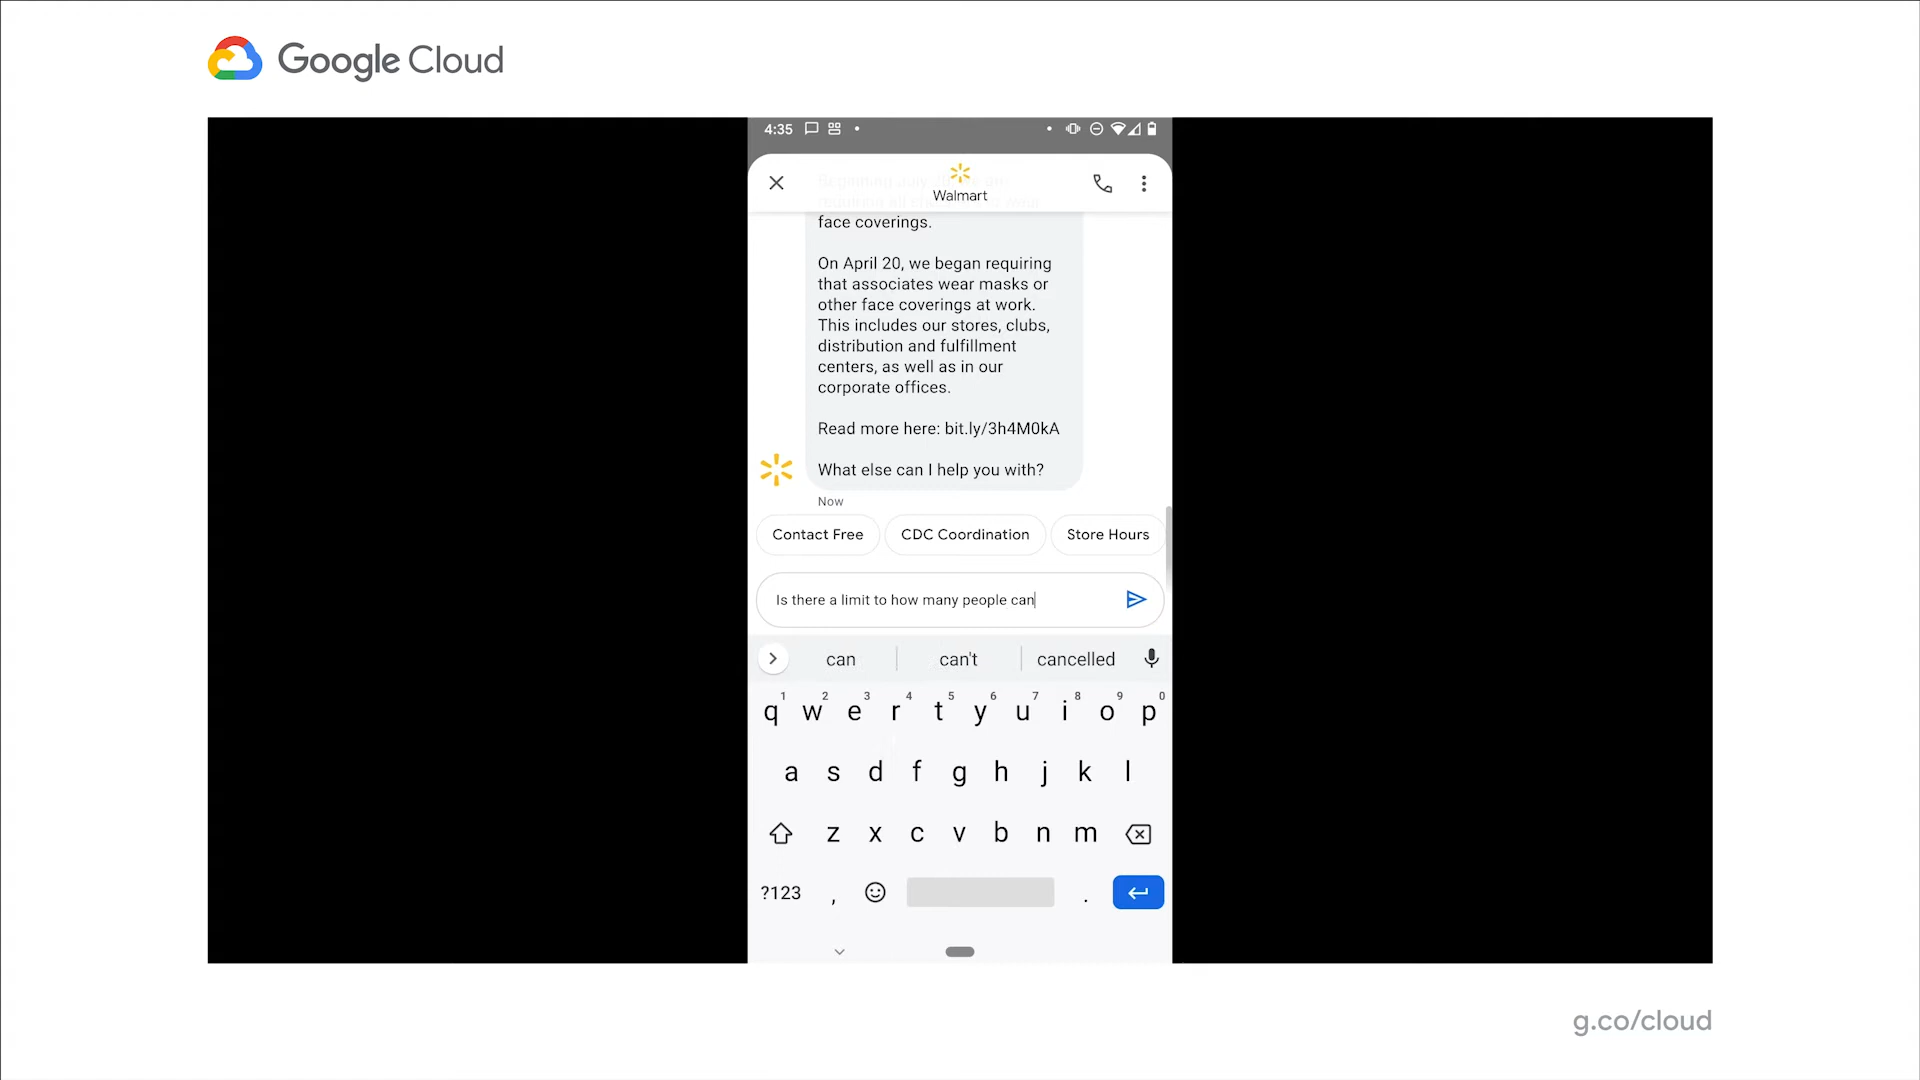 Google Cloud
4:35
Walmart
face coverings.
On April 20, we began requiring
that associates wear masks or
other face coverings at work.
This includes our stores, clubs,
distribution and fulfillment
centers, as well as in our
corporate offices.
Read more here: bit.ly/3h4M0kA
What else can I help you with?
Now
Contact Free CDC Coordination Store Hours
Is there a limit to how many people can
can can't cancelled
1 2 3 4 5 6 7 8 9 0
q w e r t y u i o p
a s d f g h j k l
z x c v b n m
?123 , .
g.co/cloud